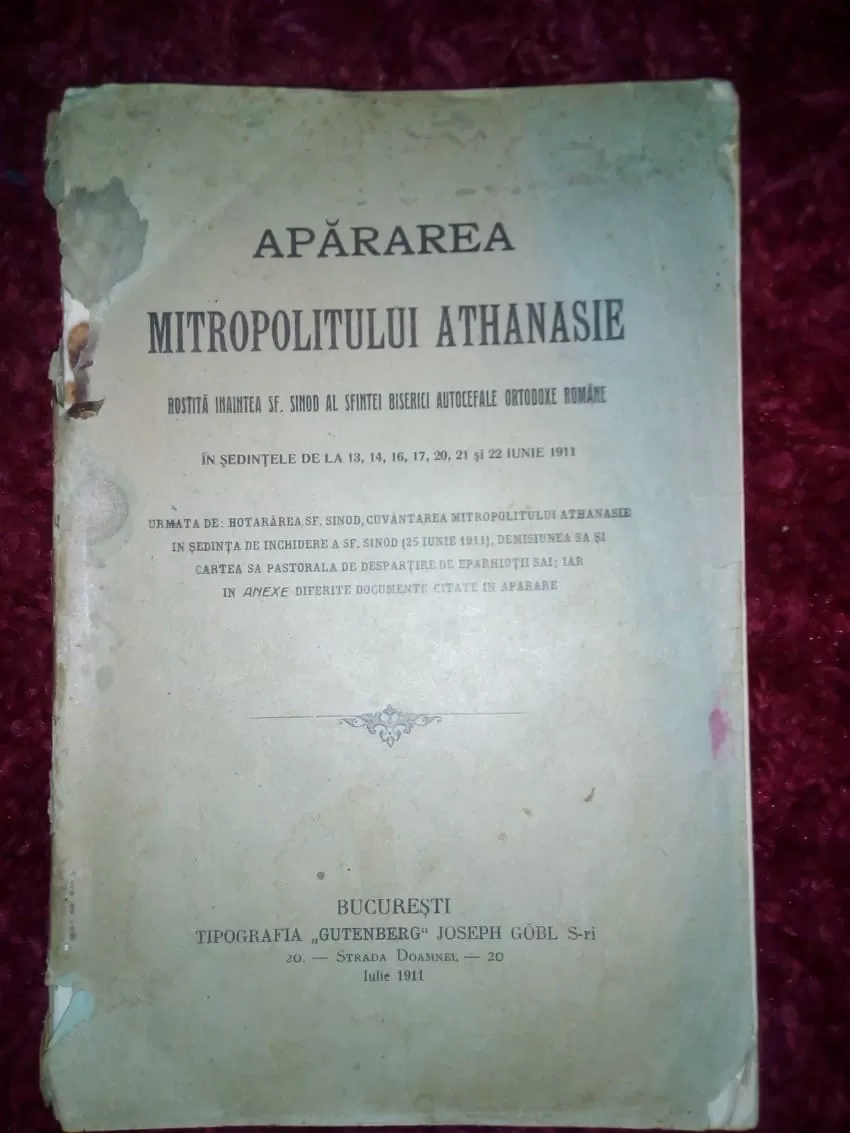 APĂRAREA
MITROPOLITULUI ATHANASIE
ROSTITĂ INAINTEA SF. SINOD AL SFINTEI BISERICI AUTOCEFALE ORTODOXE ROMÂNE
ÎN ȘEDINȚELE DE LA 13, 14, 16, 17, 20, 21 și 22 IUNIE 1911
URMATA DE: HOTARÂREA SF. SINOD, CUVÂNTAREA MITROPOLITULUI ATHANASIE
IN ȘEDINȚA DE INCHIDERE A SF. SINOD (25 IUNIE 1911), DEMISIUNEA SA ȘI
CARTEA SA PASTORALA DE DESPARȚIRE DE EPARHIOȚII SAI; IAR
IN ANEXE DIFERITE DOCUMENTE CITATE IN APARARE
BUCUREȘTI
TIPOGRAFIA „GUTENBERG“ JOSEPH GÖBL S-ri
20. — STRADA DOAMNEI. — 20
Iulie 1911